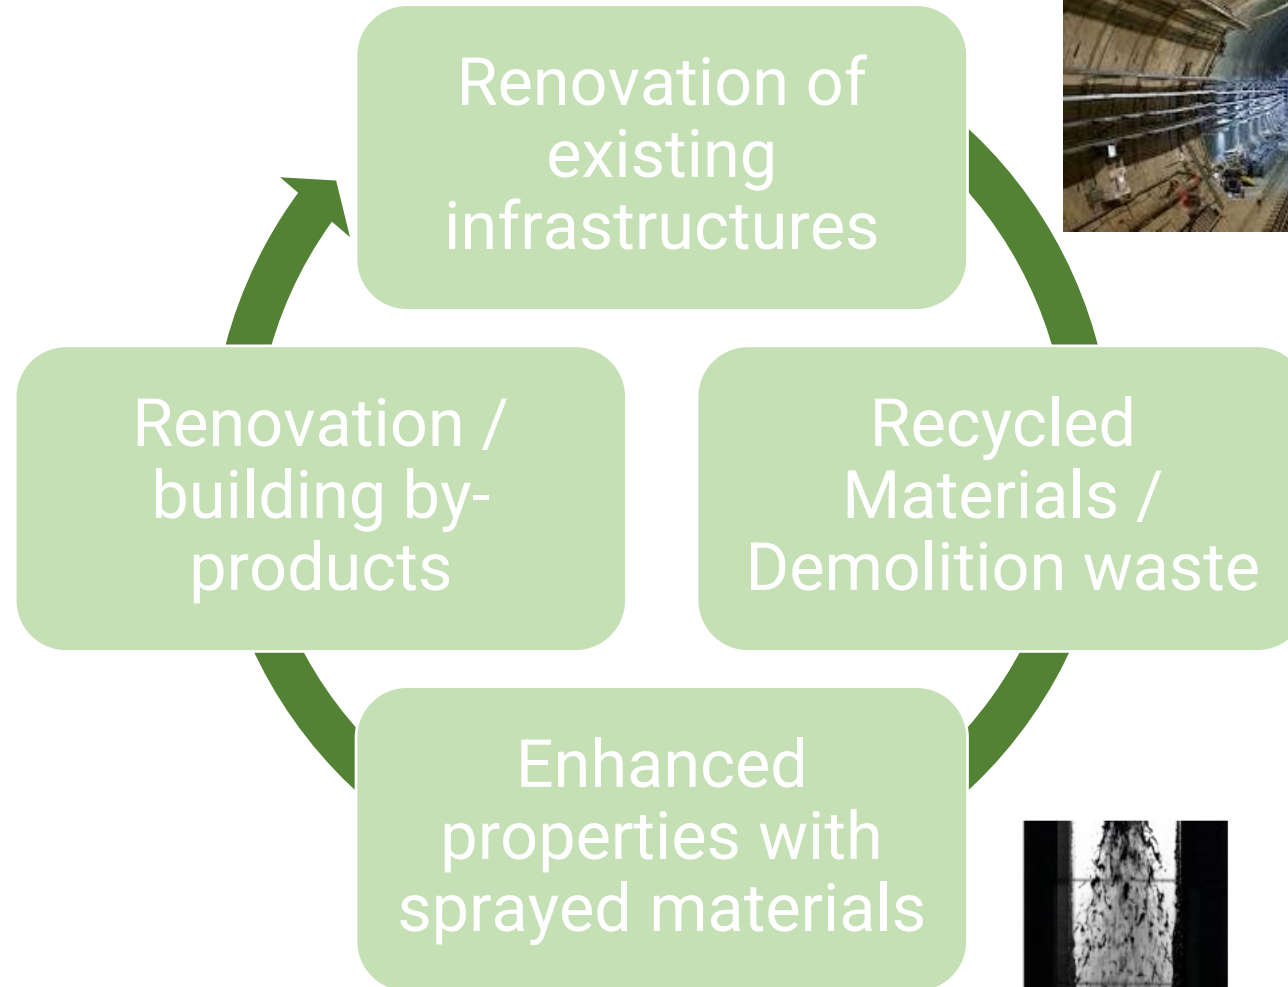 Renovation of
existing
infrastructures
Renovation /
building by-
products
Recycled
Materials /
Demolition waste
Enhanced
properties with
sprayed materials